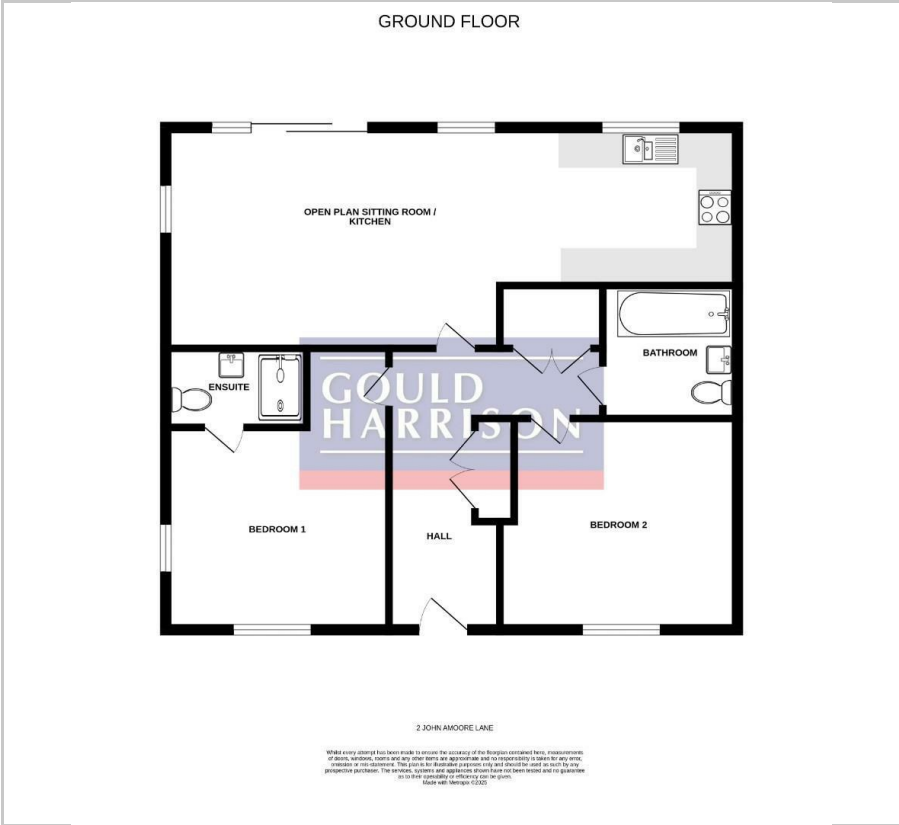 GROUND FLOOR
OPEN PLAN SITTING ROOM /
KITCHEN
BATHROOM
ENSUITE
GOULD
HARRISON
BEDROOM 1
HALL
BEDROOM 2
2 JOHN AMOORE LANE
Whilst every attempt has been made to ensure the accuracy of the floorplan contained here, measurements
of doors, windows, rooms and any other items are approximate and no responsibility is taken for any error,
omission or mis-statement. This plan is for illustrative purposes only and should be used as such by any
prospective purchaser. The services, systems and appliances shown have not been tested and no guarantee
as to their operability or efficiency can be given.
Made with Metropix ©2025